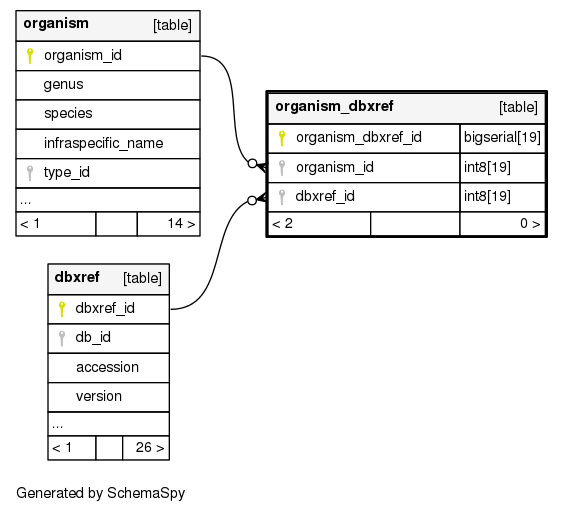 organism [table]
organism_id
genus
species
infraspecific_name
type_id
...
< 1 14 >
organism_dbxref [table]
organism_dbxref_id bigserial[19]
organism_id int8[19]
dbxref_id int8[19]
< 2 0 >
dbxref [table]
dbxref_id
db_id
accession
version
...
< 1 26 >
Generated by SchemaSpy